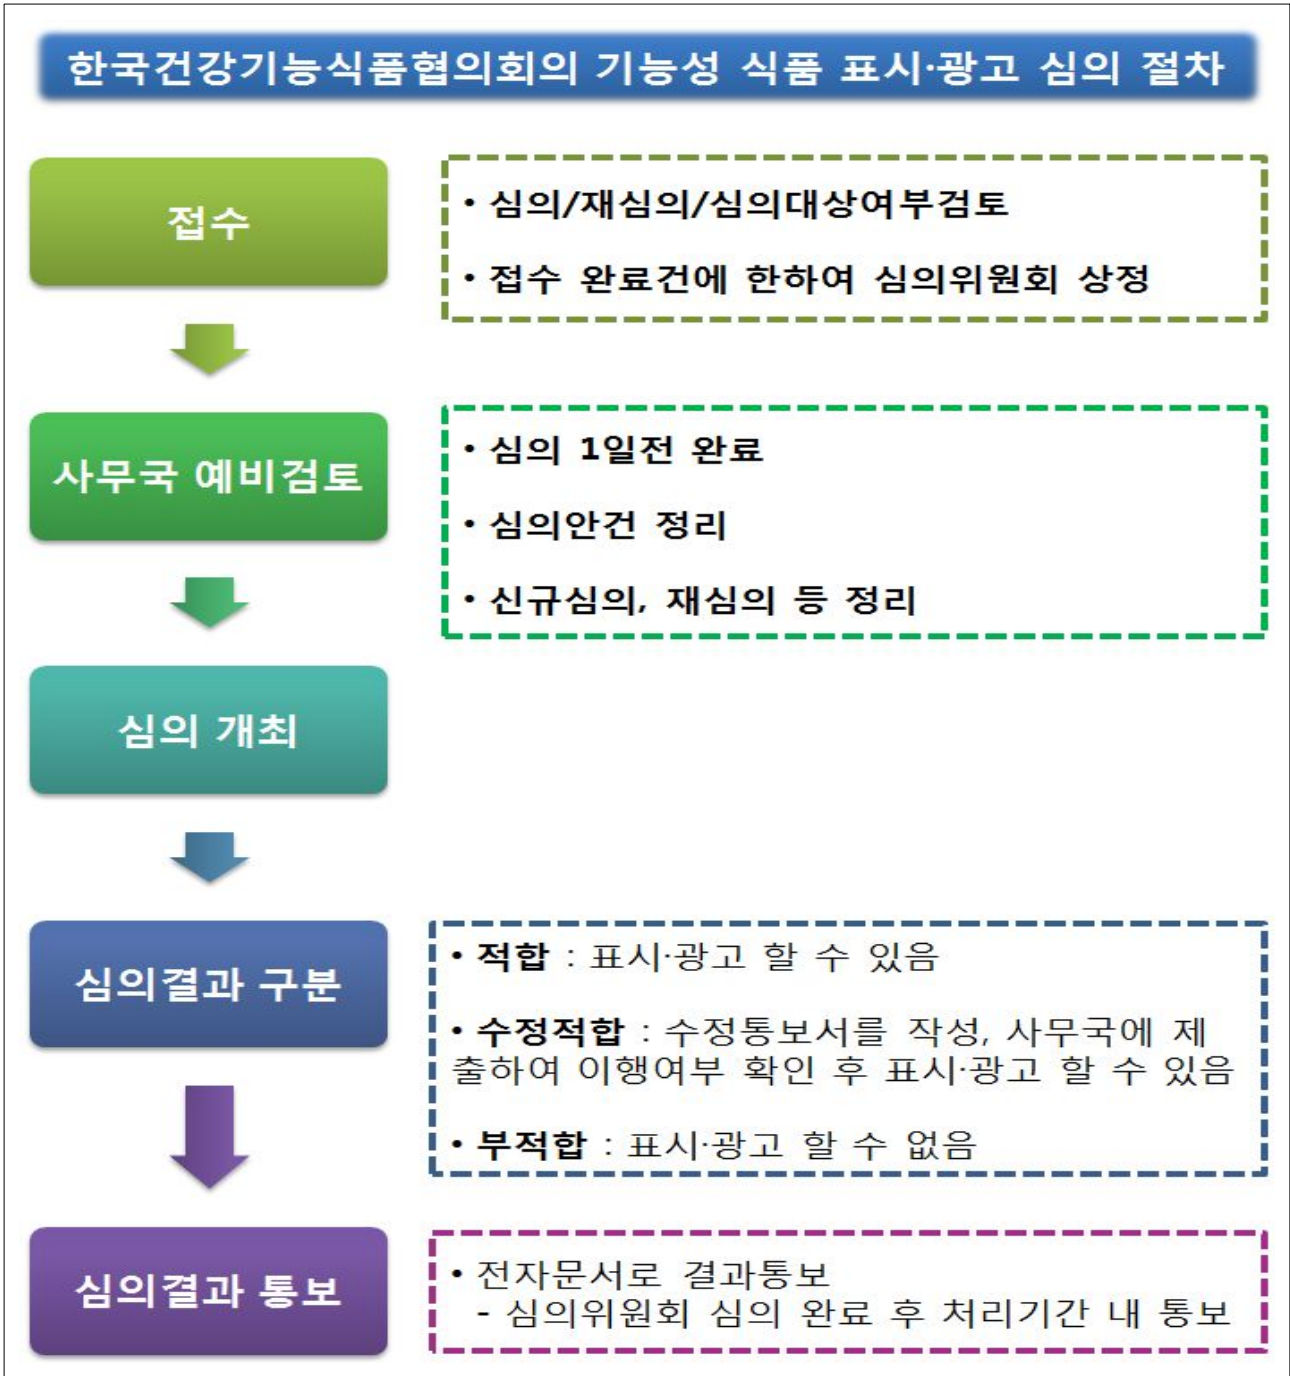 한국건강기능식품협의회의 기능성 식품 표시·광고 심의 절차
접수
• 심의/재심의/심의대상여부검토
• 접수 완료건에 한하여 심의위원회 상정
사무국 예비검토
• 심의 1일전 완료
• 심의안건 정리
• 신규심의, 재심의 등 정리
심의 개최
심의결과 구분
• 적합 : 표시·광고 할 수 있음
• 수정적합 : 수정통보서를 작성, 사무국에 제
출하여 이행여부 확인 후 표시·광고 할 수 있음
• 부적합 : 표시·광고 할 수 없음
심의결과 통보
• 전자문서로 결과통보
- 심의위원회 심의 완료 후 처리기간 내 통보